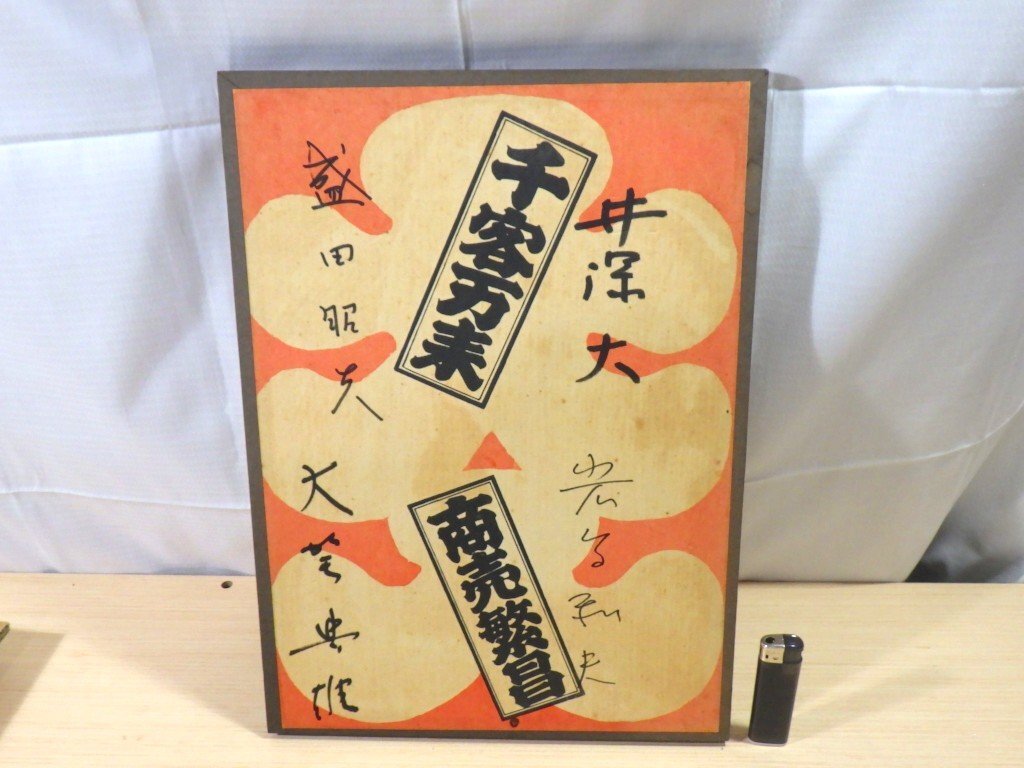 井深大
岩間和夫
千客万来
商売繁昌
盛田昭夫
大賀典雄